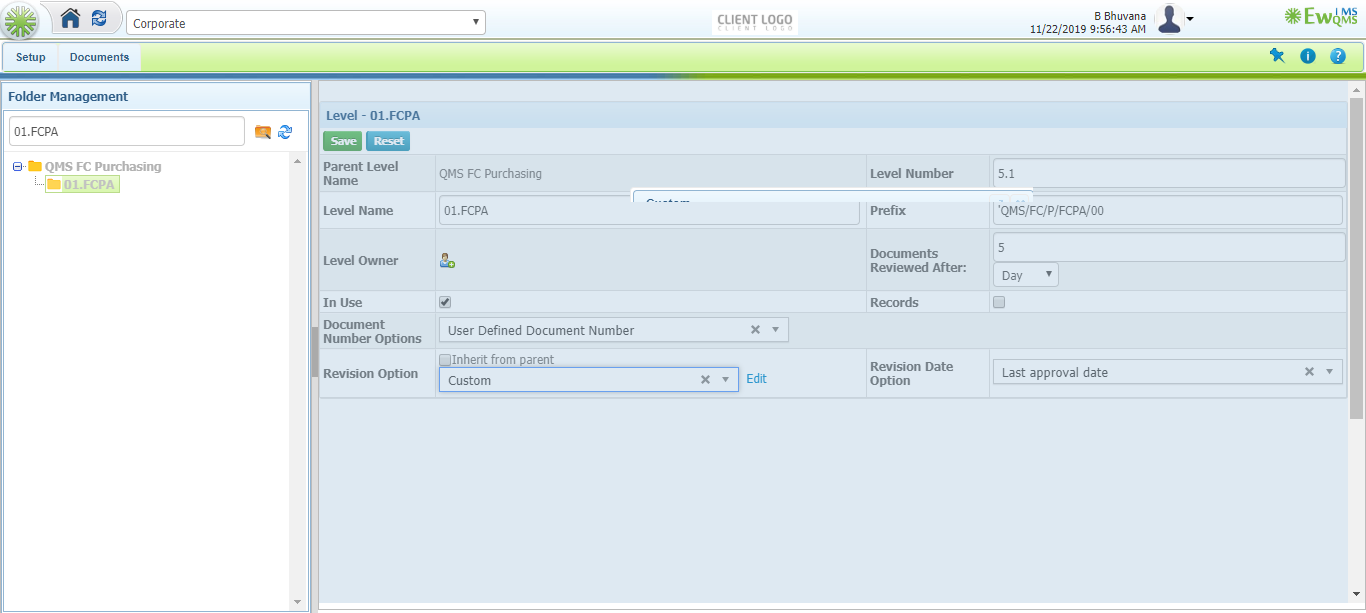 Corporate
CLIENT LOGO
CLIENT LOGO
B Bhuvana
11/22/2019 9:56:43 AM
Ew iMS
QMS
Setup Documents
Folder Management
01.FCPA
QMS FC Purchasing
01.FCPA
Level - 01.FCPA
Save Reset
Parent Level Name QMS FC Purchasing Level Number 5.1
Custom
Level Name 01.FCPA Prefix 'QMS/FC/P/FCPA/00
Level Owner Documents Reviewed After: 5
Day
In Use Records
Document Number Options User Defined Document Number
Revision Option Inherit from parent
Custom Edit
Revision Date Option Last approval date